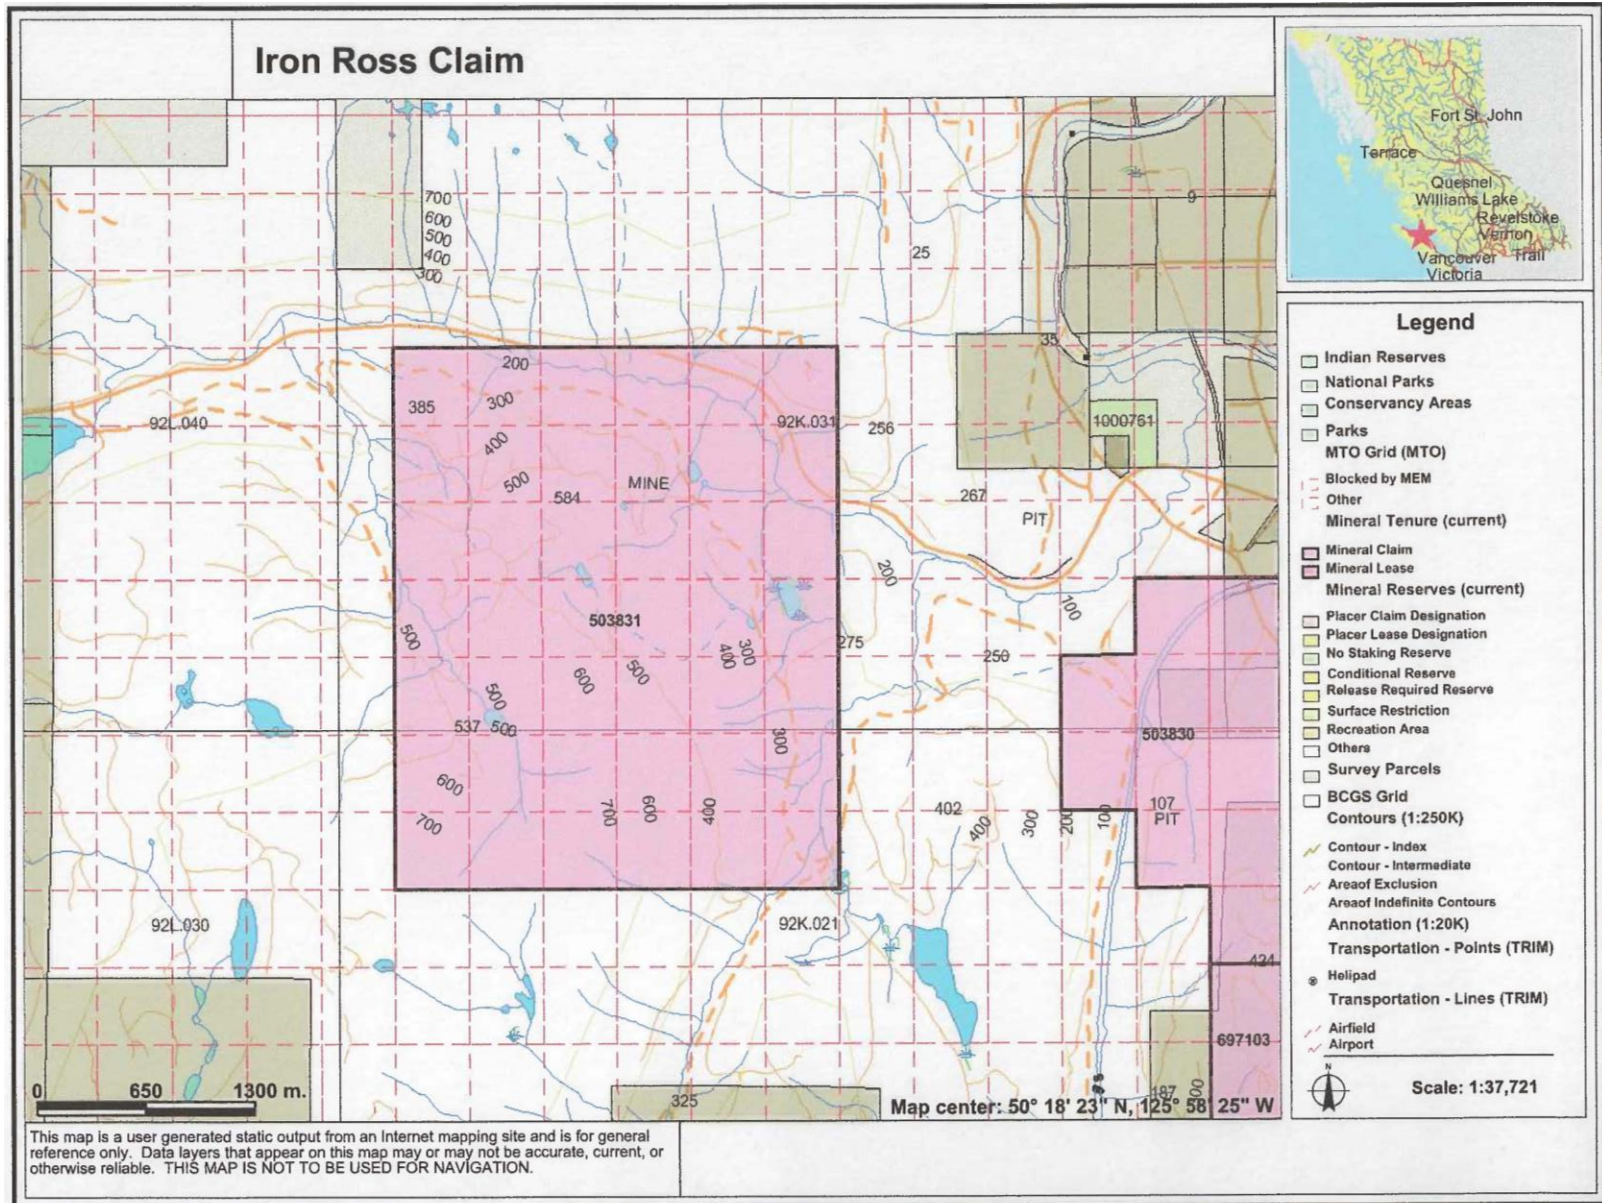 Iron Ross Claim
Fort St. John
Terrace
Quesnel
Williams Lake
Revelstoke
Vernon
Vancouver
Trail
Victoria
700
600
500
400
300
25
9
35
200
385
300
400
500
584
MINE
92K.031
256
92L.040
1000761
267
PIT
200
100
503831
500
275
250
300
400
500
600
500
537
500
300
503830
600
700
700
600
400
402
400
300
200
100
107
PIT
92L.030
92K.021
424
697103
187
325
0
650
1300 m.
Map center: 50° 18' 23" N, 125° 58' 25" W
Legend
Indian Reserves
National Parks
Conservancy Areas
Parks
MTO Grid (MTO)
Blocked by MEM
Other
Mineral Tenure (current)
Mineral Claim
Mineral Lease
Mineral Reserves (current)
Placer Claim Designation
Placer Lease Designation
No Staking Reserve
Conditional Reserve
Release Required Reserve
Surface Restriction
Recreation Area
Others
Survey Parcels
BCGS Grid
Contours (1:250K)
Contour - Index
Contour - Intermediate
Areaof Exclusion
Areaof Indefinite Contours
Annotation (1:20K)
Transportation - Points (TRIM)
Helipad
Transportation - Lines (TRIM)
Airfield
Airport
N
Scale: 1:37,721
This map is a user generated static output from an Internet mapping site and is for general
reference only. Data layers that appear on this map may or may not be accurate, current, or
otherwise reliable. THIS MAP IS NOT TO BE USED FOR NAVIGATION.